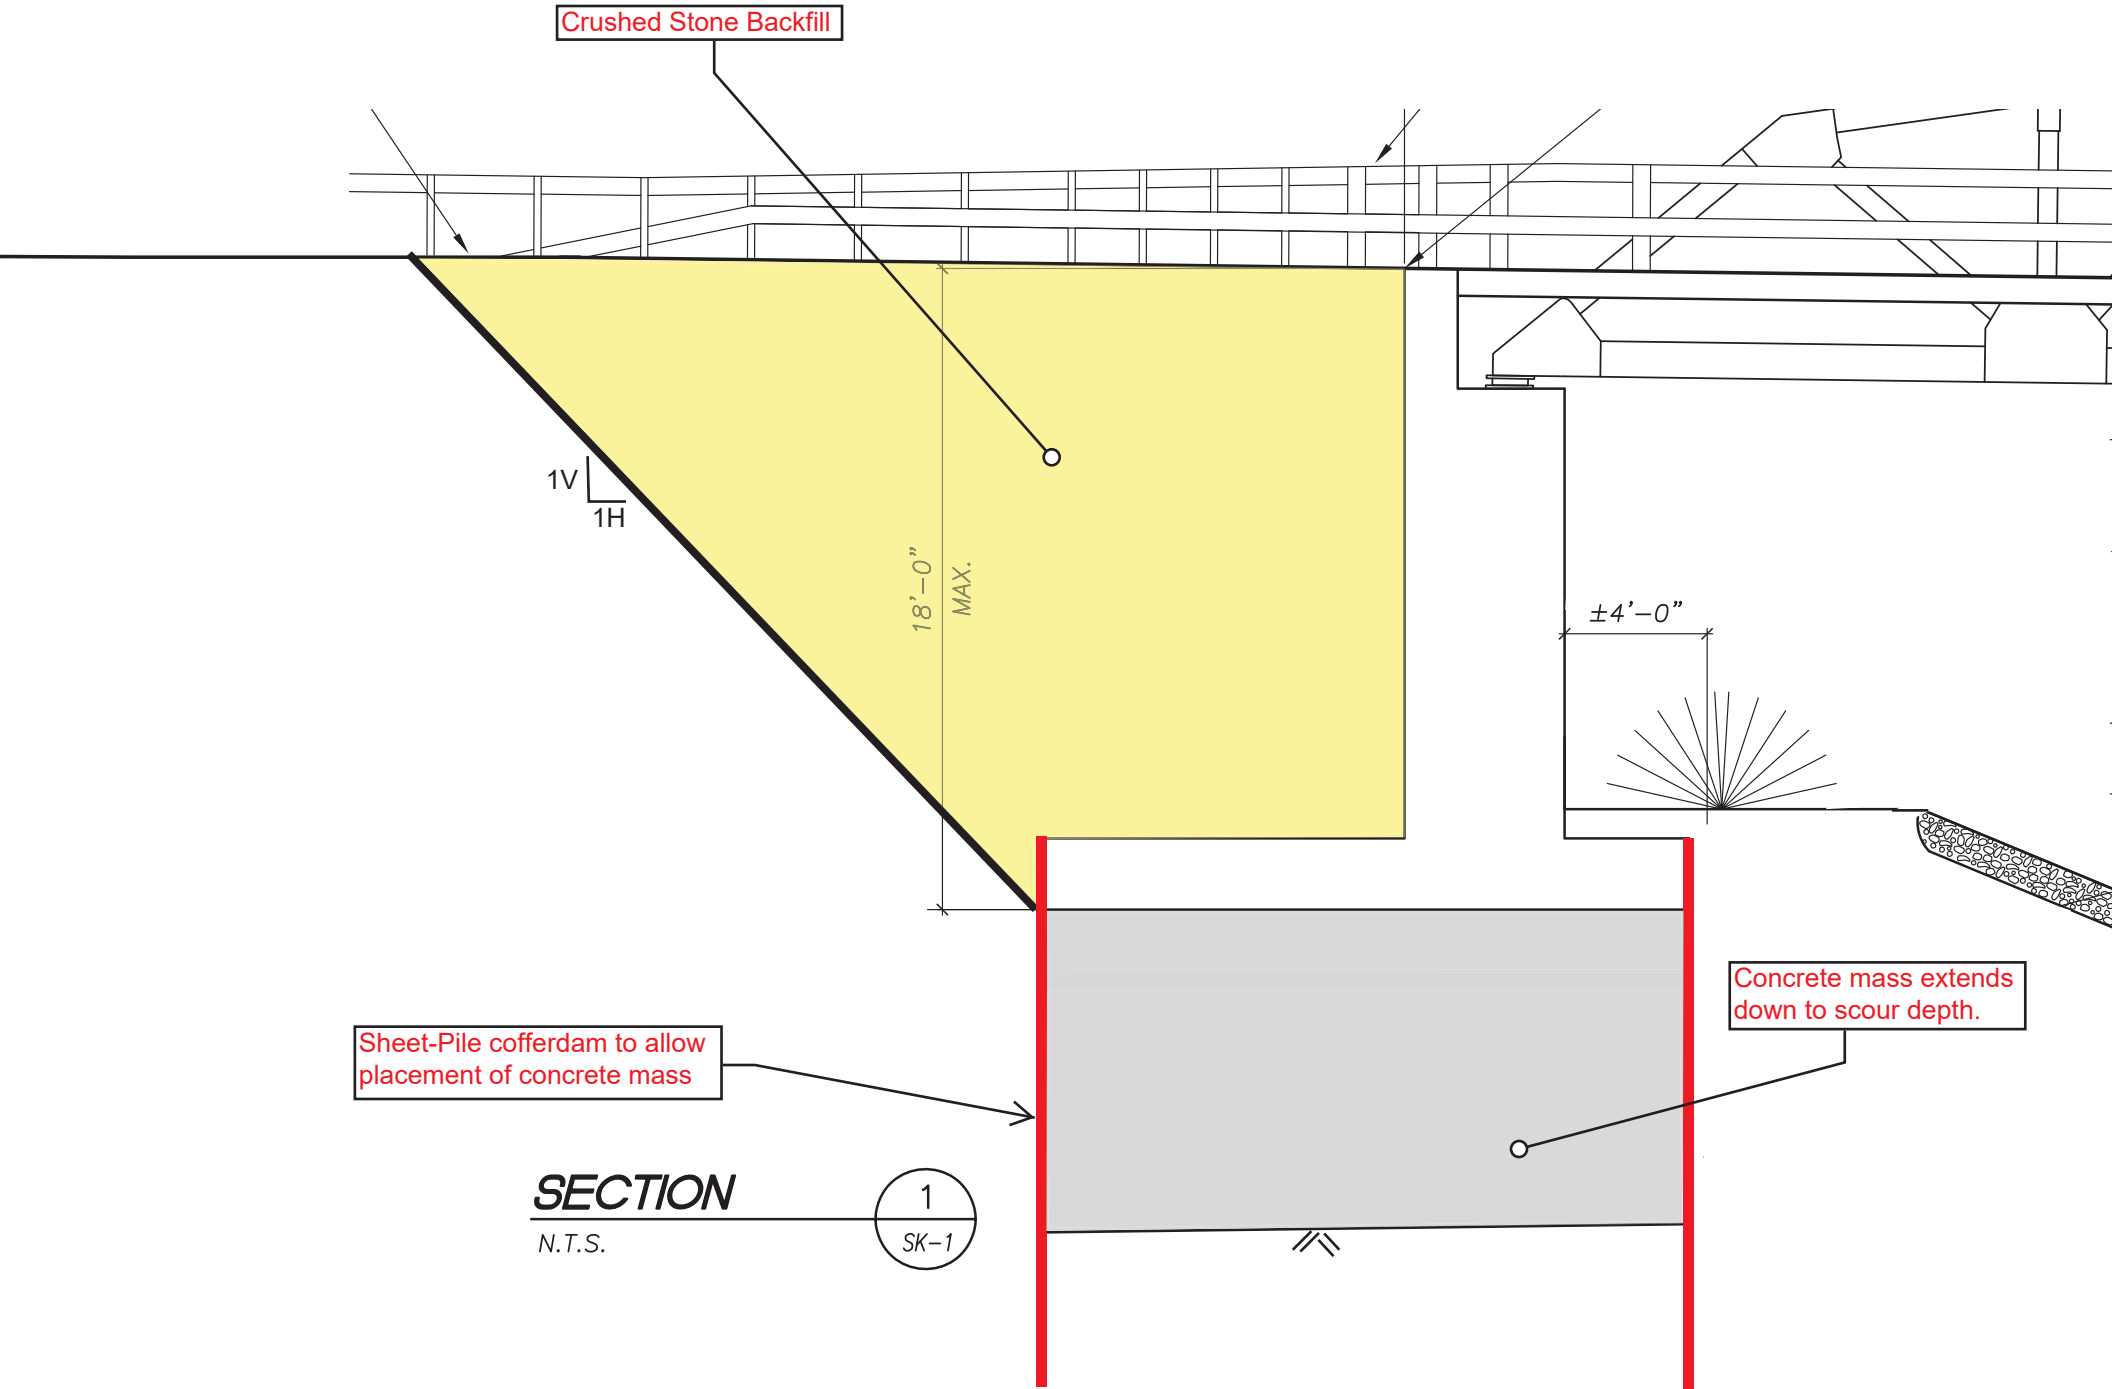 Crushed Stone Backfill
1V
1H
18'-0"
MAX.
±4'-0"
Concrete mass extends
down to scour depth.
Sheet-Pile cofferdam to allow
placement of concrete mass
SECTION
N.T.S.
1
SK-1